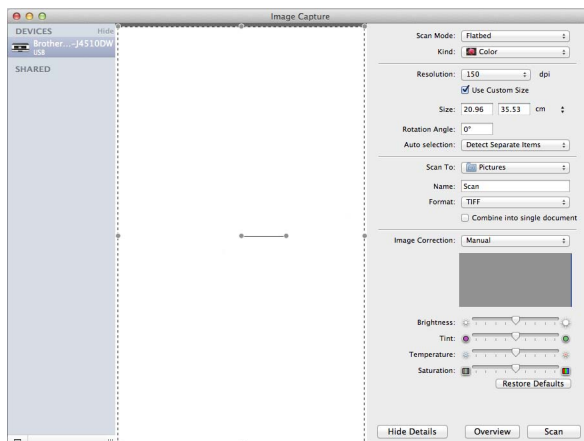 Image Capture
DEVICES Hide
Brother...-J4510DW
USB
SHARED
Scan Mode: Flatbed
Kind: Color
Resolution: 150 dpi
Use Custom Size
Size: 20.96 35.53 cm
Rotation Angle: 0°
Auto selection: Detect Separate Items
Scan To: Pictures
Name: Scan
Format: TIFF
Combine into single document
Image Correction: Manual
Brightness:
Tint:
Temperature:
Saturation:
Restore Defaults
Hide Details Overview Scan